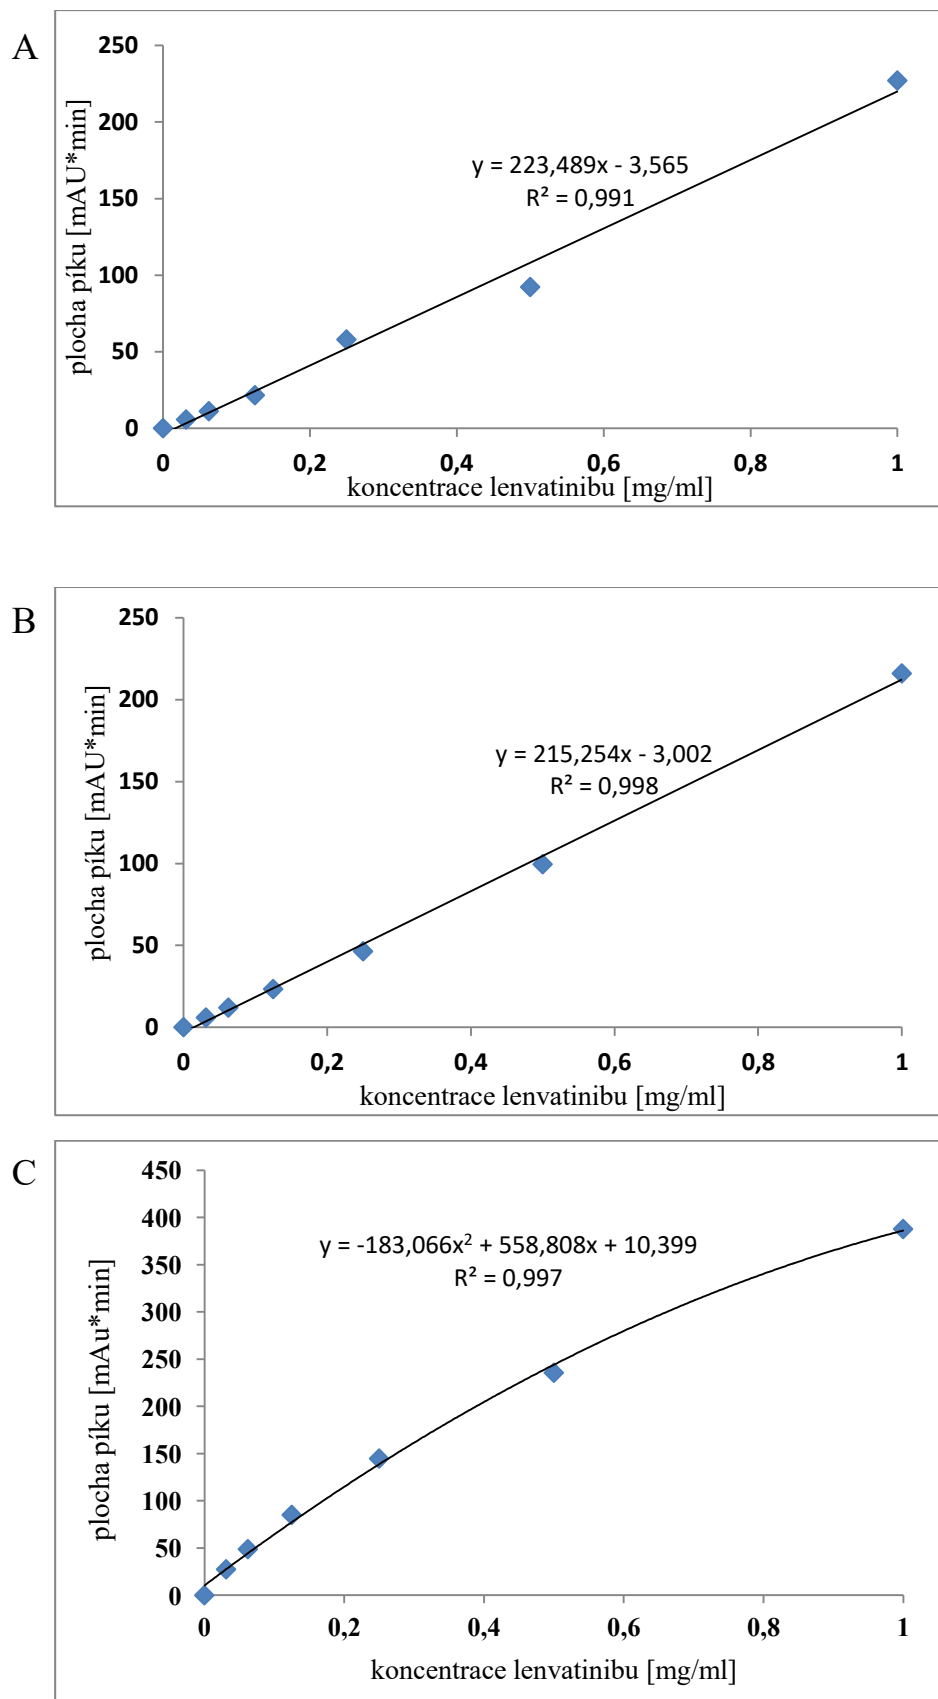 A
250
200
150
100
50
0
plocha píku [mAU*min]
y = 223,489x - 3,565
R² = 0,991
0 0,2 0,4 0,6 0,8 1
koncentrace lenvatinibu [mg/ml]
B
250
200
150
100
50
0
plocha píku [mAU*min]
y = 215,254x - 3,002
R² = 0,998
0 0,2 0,4 0,6 0,8 1
koncentrace lenvatinibu [mg/ml]
C
450
400
350
300
250
200
150
100
50
0
plocha píku [mAu*min]
y = -183,066x² + 558,808x + 10,399
R² = 0,997
0 0,2 0,4 0,6 0,8 1
koncentrace lenvatinibu [mg/ml]